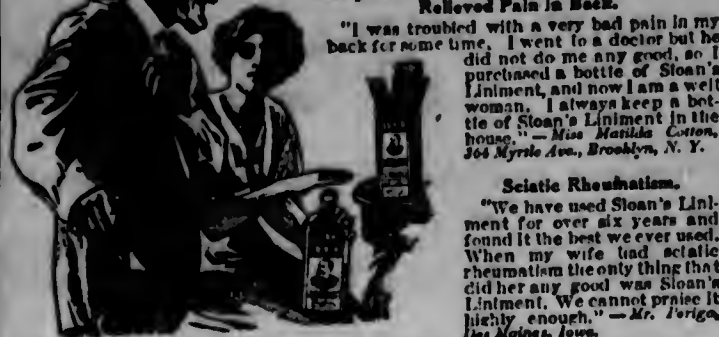 Relieved Pain in Back.
"I was troubled with a very bad pain in my
back for some time. I went to a doctor but he
did not do me any good, so I
purchased a bottle of Sloan's
Liniment, and now I am a well
woman. I always keep a bot-
tle of Sloan's Liniment in the
house." — Miss Matilda Cotton,
364 Myrtle Ave., Brooklyn, N. Y.
Sciatic Rheumatism.
"We have used Sloan's Lini-
ment for over six years and
found it the best we ever used.
When my wife had sciatic
rheumatism the only thing that
did her any good was Sloan's
Liniment. We cannot praise it
highly enough." — Mr. Perigo,
Des Moines, Iowa.